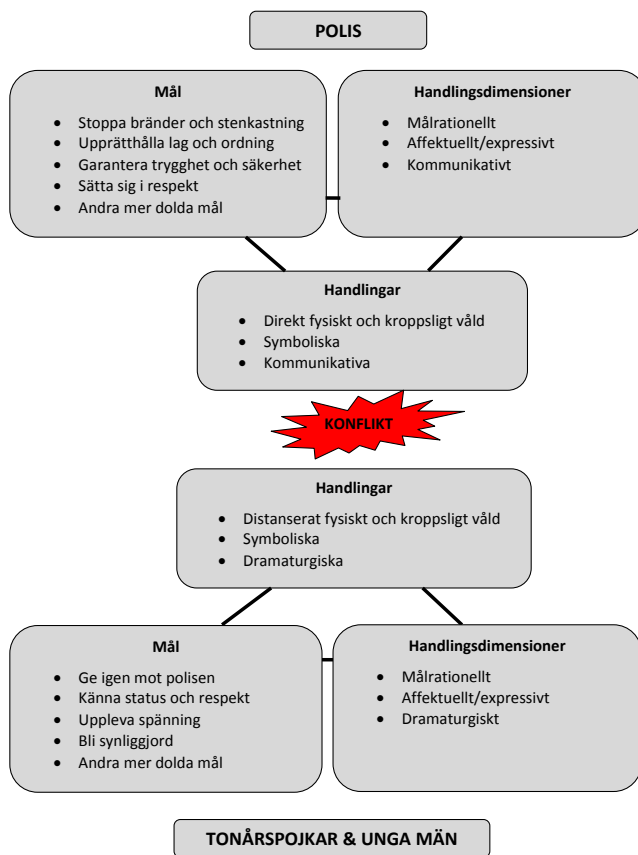 POLIS
Mål
• Stoppa bränder och stenkastning
• Upprätthålla lag och ordning
• Garantera trygghet och säkerhet
• Sätta sig i respekt
• Andra mer dolda mål
Handlingsdimensioner
• Målrationellt
• Affektuellt/expressivt
• Kommunikativt
Handlingar
• Direkt fysiskt och kroppsligt våld
• Symboliska
• Kommunikativa
KONFLIKT
Handlingar
• Distanserat fysiskt och kroppsligt våld
• Symboliska
• Dramaturgiska
Mål
• Ge igen mot polisen
• Känna status och respekt
• Uppleva spänning
• Bli synliggjord
• Andra mer dolda mål
Handlingsdimensioner
• Målrationellt
• Affektuellt/expressivt
• Dramaturgiskt
TONÅRSPOJKAR & UNGA MÄN